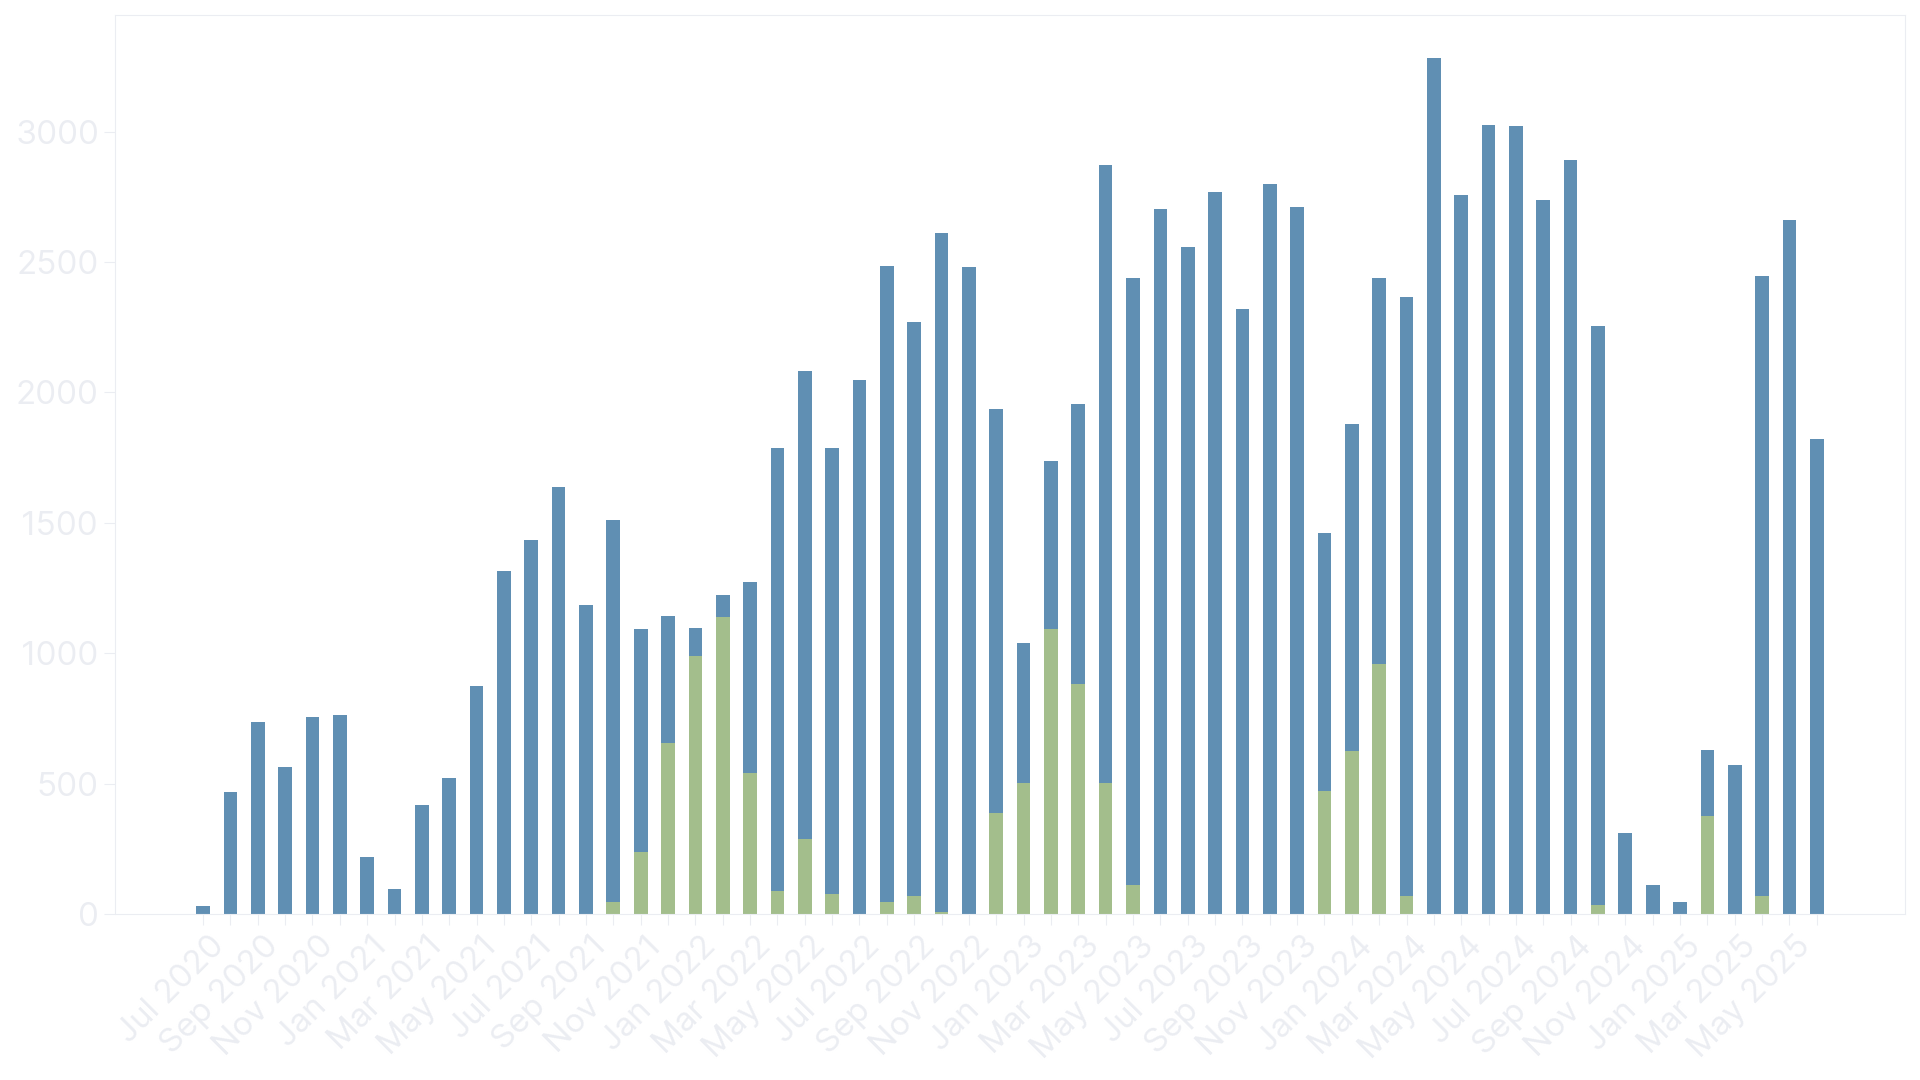 3000
2500
2000
1500
1000
500
0
Jul 2020
Sep 2020
Nov 2020
Jan 2021
Mar 2021
May 2021
Jul 2021
Sep 2021
Nov 2021
Jan 2022
Mar 2022
May 2022
Jul 2022
Sep 2022
Nov 2022
Jan 2023
Mar 2023
May 2023
Jul 2023
Sep 2023
Nov 2023
Jan 2024
Mar 2024
May 2024
Jul 2024
Sep 2024
Nov 2024
Jan 2025
Mar 2025
May 2025